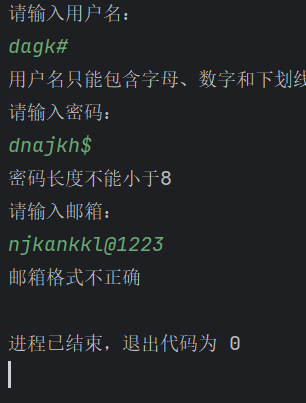 请输入用户名：
dagk#
用户名只能包含字母、数字和下划线
请输入密码：
dnajkh$
密码长度不能小于8
请输入邮箱：
njkankkl@1223
邮箱格式不正确
进程已结束，退出代码为 0